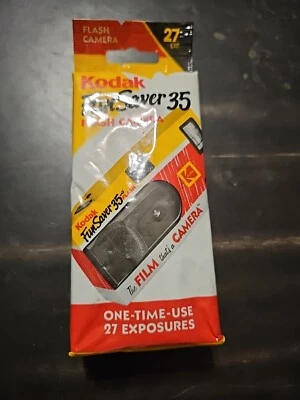 FLASH
CAMERA
27
EXP
Kodak
FunSaver 35
FLASH CAMERA
Kodak
FunSaver 35
The FILM that's a CAMERA™
ONE-TIME-USE
27 EXPOSURES